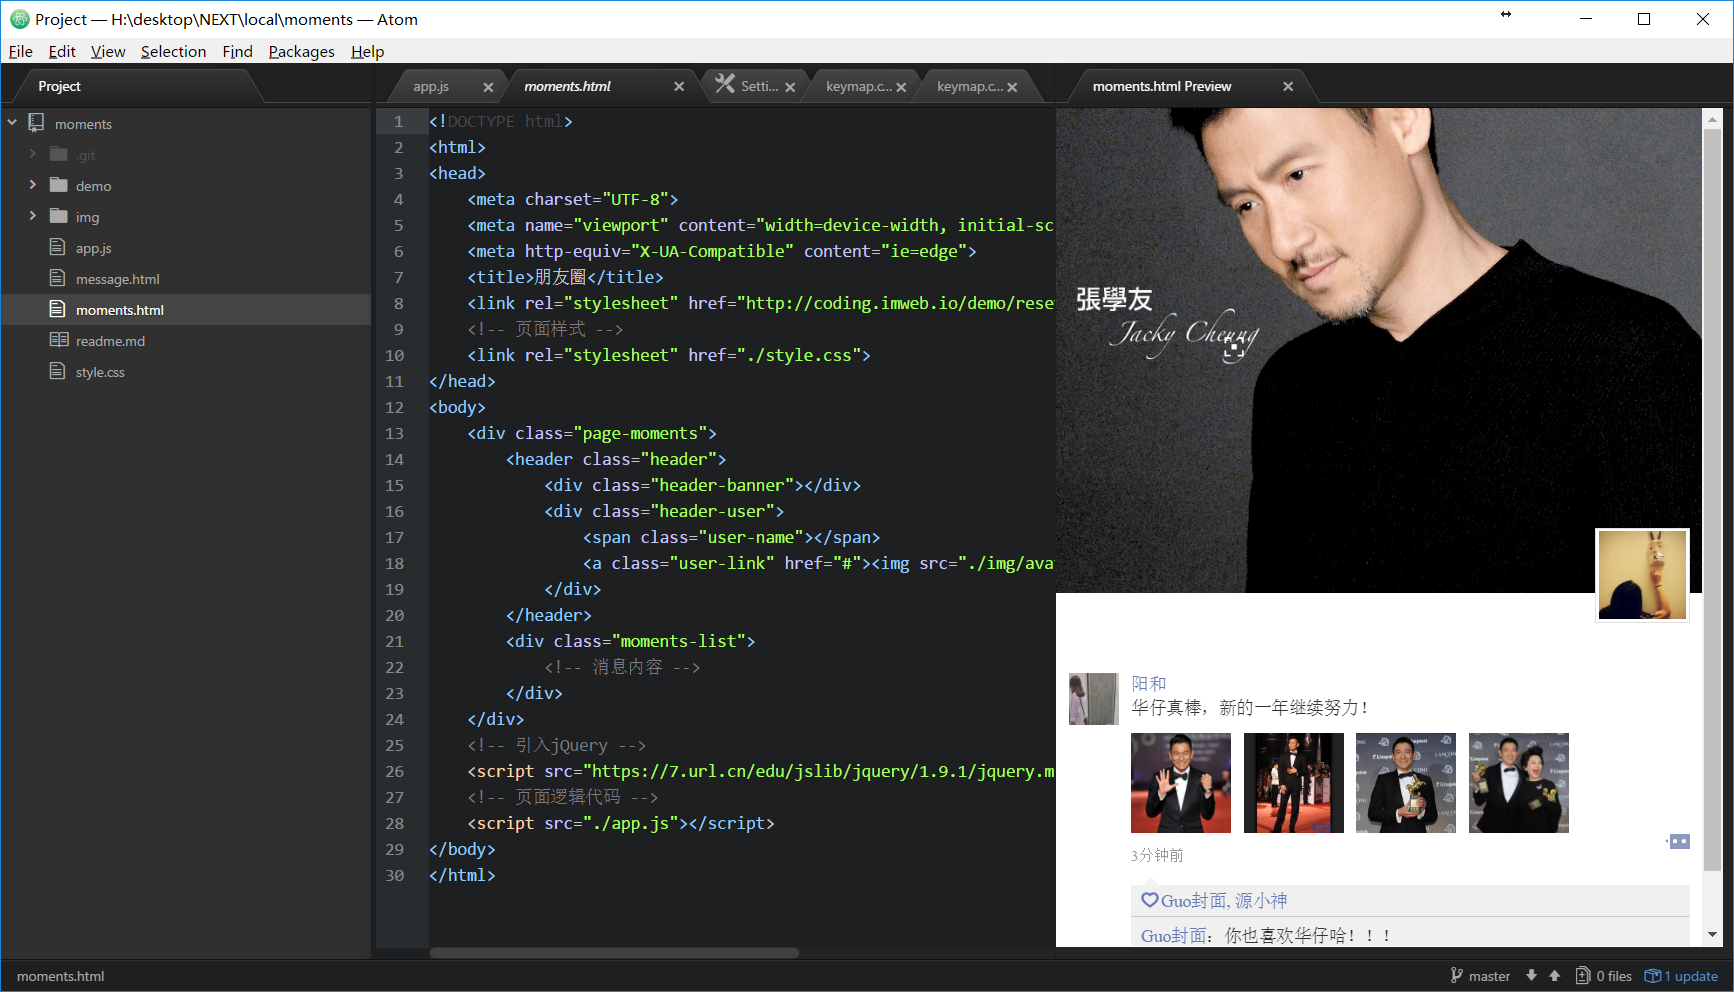 Project — H:\desktop\NEXT\local\moments — Atom
File Edit View Selection Find Packages Help
Project
app.js
moments.html
Setti...
keymap.c...
keymap.c...
moments.html Preview
moments
.git
demo
img
app.js
message.html
moments.html
readme.md
style.css
1 <!DOCTYPE html>
2 <html>
3 <head>
4 <meta charset="UTF-8">
5 <meta name="viewport" content="width=device-width, initial-sc
6 <meta http-equiv="X-UA-Compatible" content="ie=edge">
7 <title>朋友圈</title>
8 <link rel="stylesheet" href="http://coding.imweb.io/demo/rese
9 <!-- 页面样式 -->
10 <link rel="stylesheet" href="./style.css">
11 </head>
12 <body>
13 <div class="page-moments">
14 <header class="header">
15 <div class="header-banner"></div>
16 <div class="header-user">
17 <span class="user-name"></span>
18 <a class="user-link" href="#"><img src="./img/ava
19 </div>
20 </header>
21 <div class="moments-list">
22 <!-- 消息内容 -->
23 </div>
24 </div>
25 <!-- 引入jQuery -->
26 <script src="https://7.url.cn/edu/jslib/jquery/1.9.1/jquery.m
27 <!-- 页面逻辑代码 -->
28 <script src="./app.js"></script>
29 </body>
30 </html>
張學友
Jacky Cheung
阳和
华仔真棒，新的一年继续努力！
3分钟前
Guo封面, 源小神
Guo封面：你也喜欢华仔哈！！！
moments.html
master
0 files
1 update